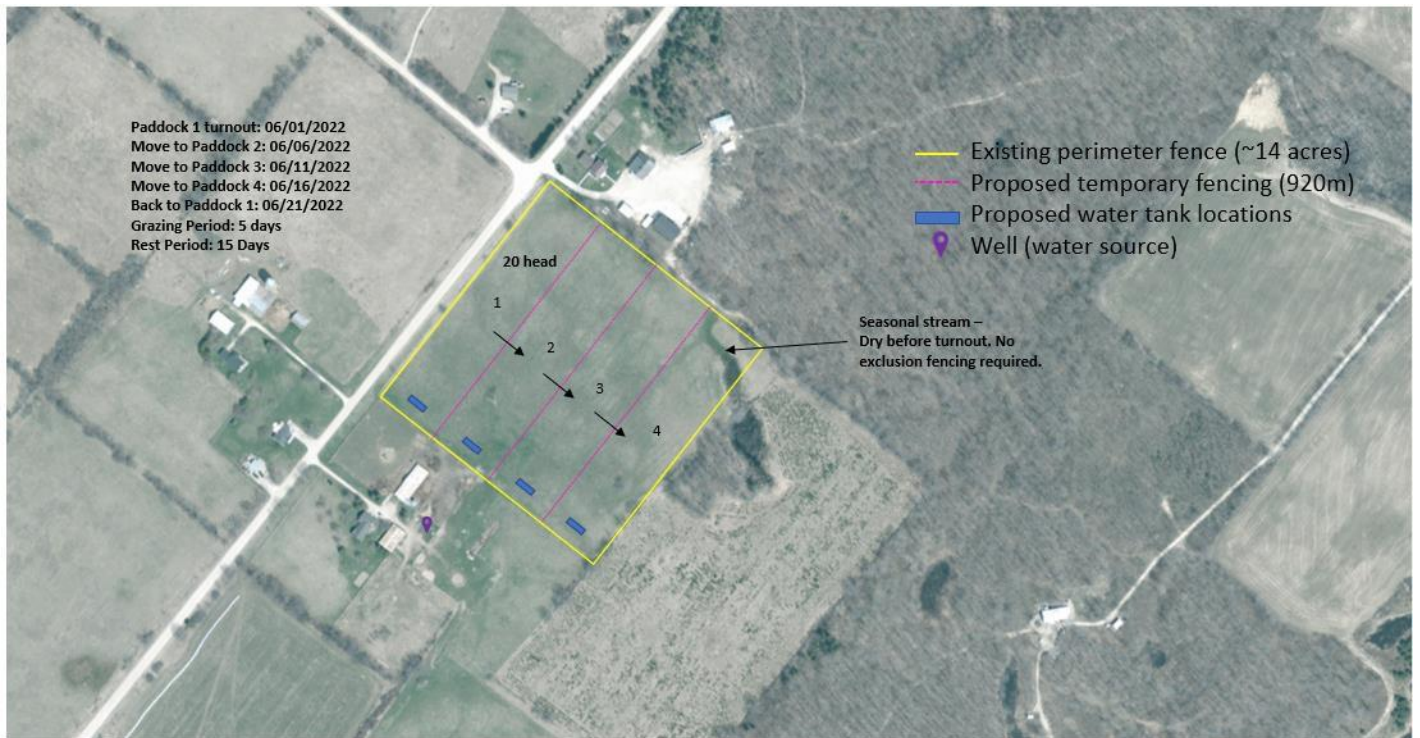 Paddock 1 turnout: 06/01/2022
Move to Paddock 2: 06/06/2022
Move to Paddock 3: 06/11/2022
Move to Paddock 4: 06/16/2022
Back to Paddock 1: 06/21/2022
Grazing Period: 5 days
Rest Period: 15 Days
Existing perimeter fence (~14 acres)
Proposed temporary fencing (920m)
Proposed water tank locations
Well (water source)
20 head
1
2
3
4
Seasonal stream –
Dry before turnout. No
exclusion fencing required.